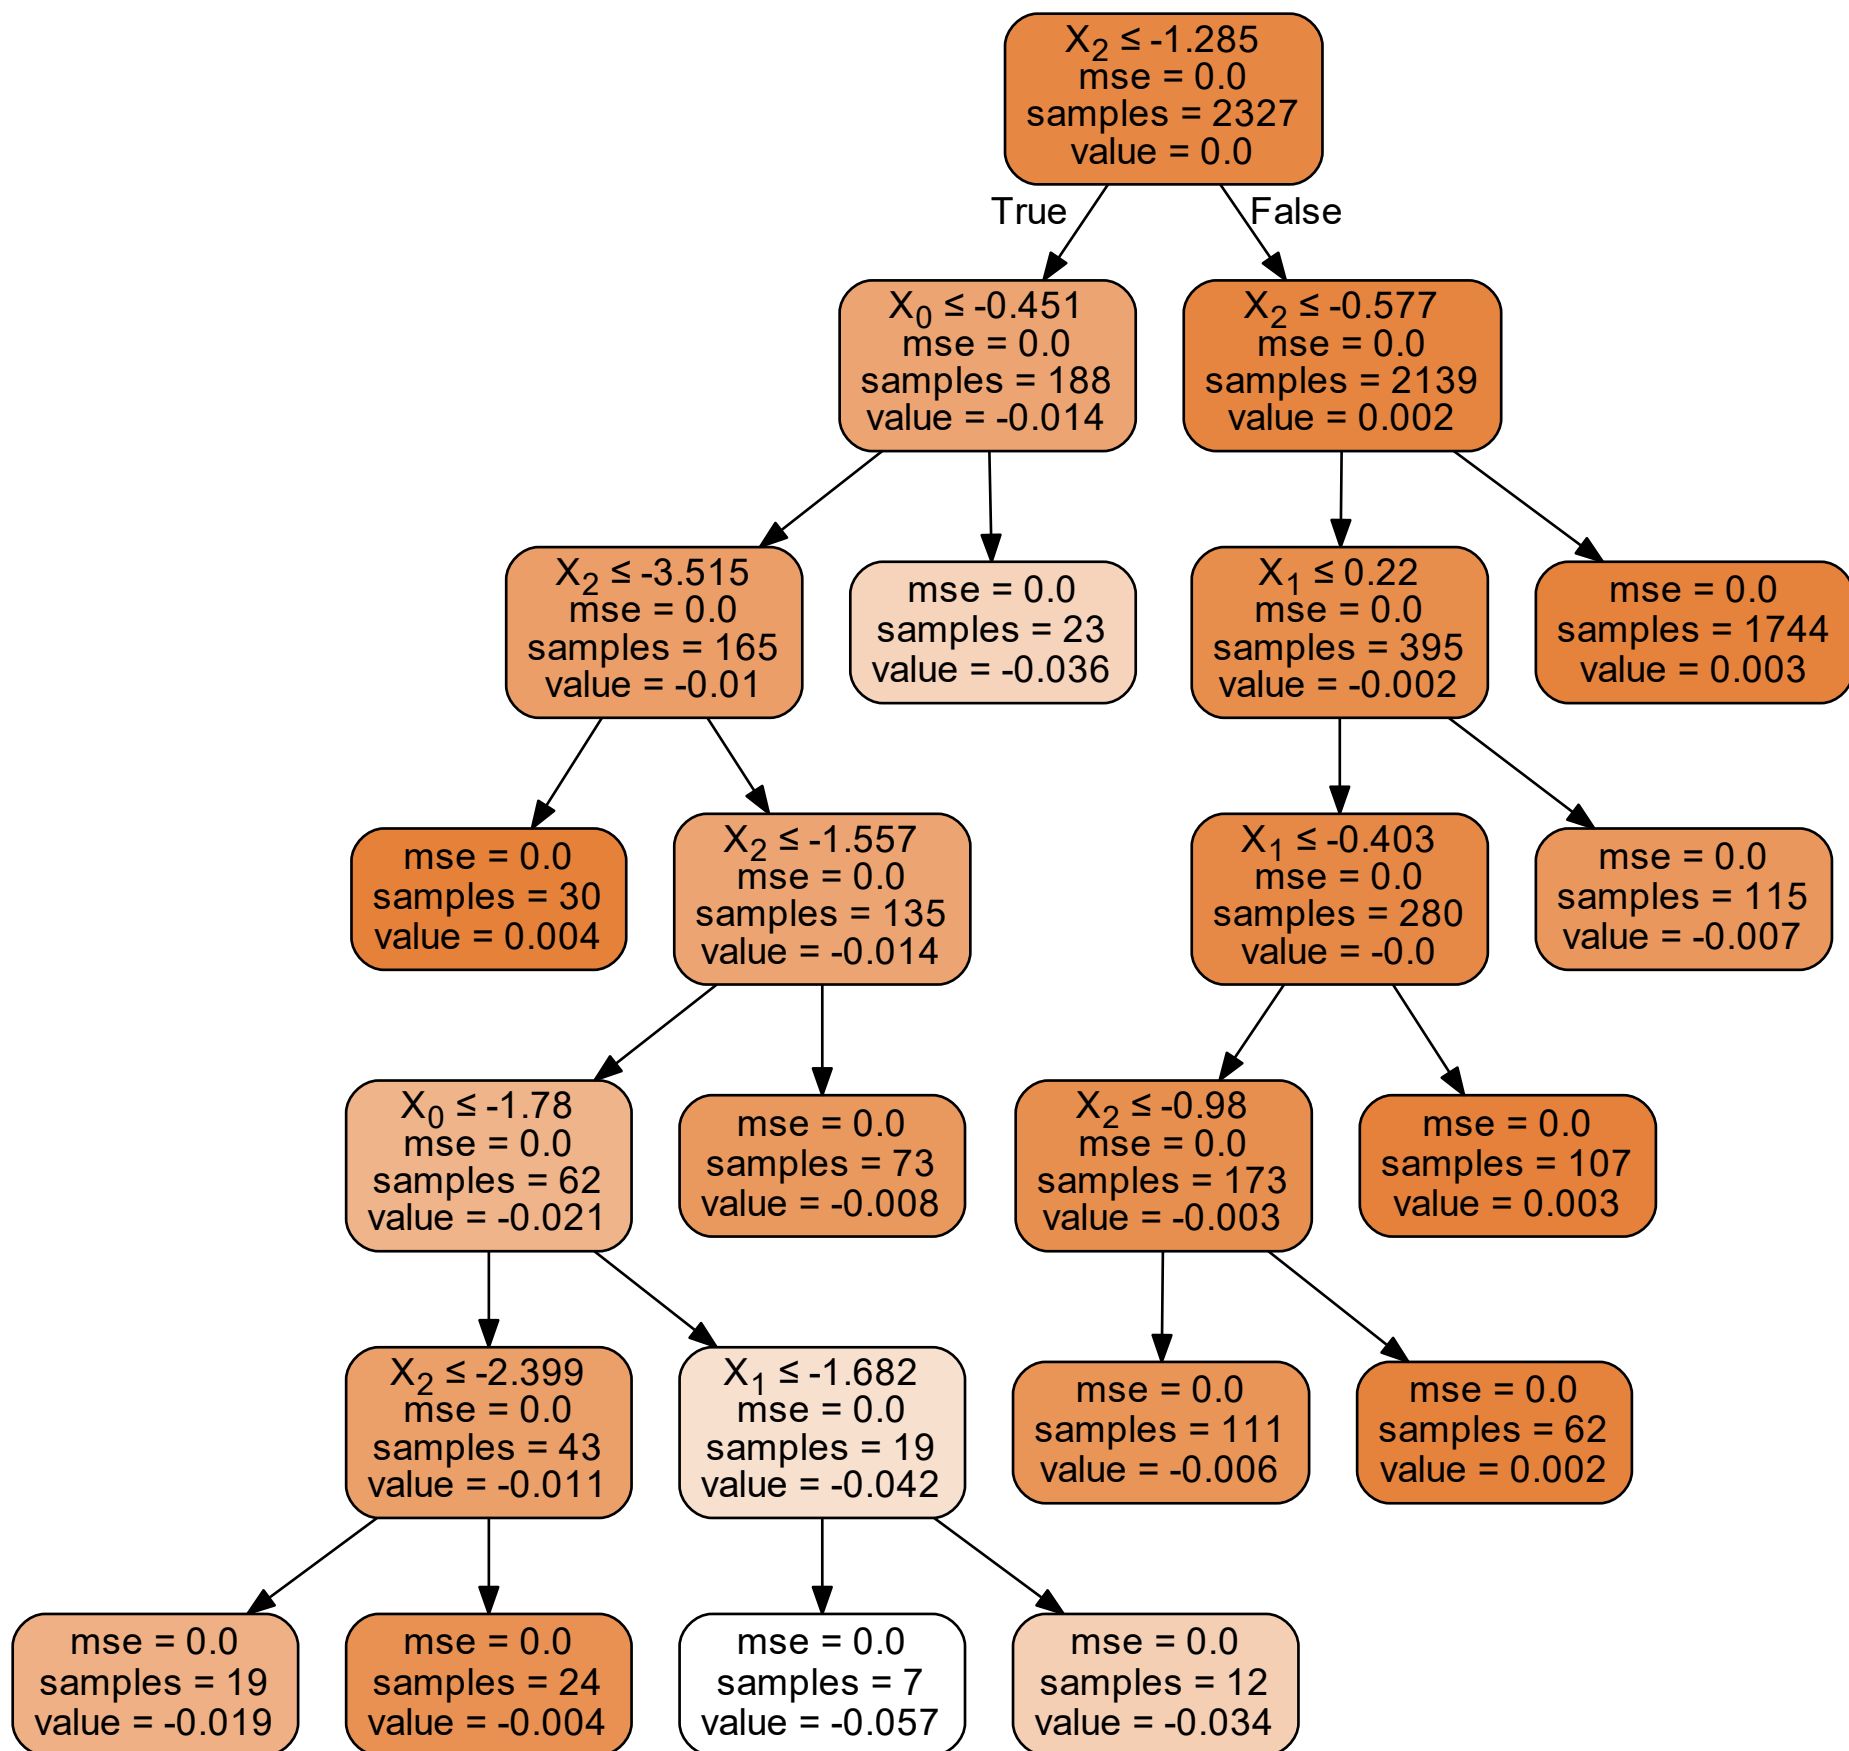 X₂ ≤ -1.285
mse = 0.0
samples = 2327
value = 0.0
True
False
X₀ ≤ -0.451
mse = 0.0
samples = 188
value = -0.014
X₂ ≤ -0.577
mse = 0.0
samples = 2139
value = 0.002
X₂ ≤ -3.515
mse = 0.0
samples = 165
value = -0.01
mse = 0.0
samples = 23
value = -0.036
X₁ ≤ 0.22
mse = 0.0
samples = 395
value = -0.002
mse = 0.0
samples = 1744
value = 0.003
mse = 0.0
samples = 30
value = 0.004
X₂ ≤ -1.557
mse = 0.0
samples = 135
value = -0.014
X₁ ≤ -0.403
mse = 0.0
samples = 280
value = -0.0
mse = 0.0
samples = 115
value = -0.007
X₀ ≤ -1.78
mse = 0.0
samples = 62
value = -0.021
mse = 0.0
samples = 73
value = -0.008
X₂ ≤ -0.98
mse = 0.0
samples = 173
value = -0.003
mse = 0.0
samples = 107
value = 0.003
X₂ ≤ -2.399
mse = 0.0
samples = 43
value = -0.011
X₁ ≤ -1.682
mse = 0.0
samples = 19
value = -0.042
mse = 0.0
samples = 111
value = -0.006
mse = 0.0
samples = 62
value = 0.002
mse = 0.0
samples = 19
value = -0.019
mse = 0.0
samples = 24
value = -0.004
mse = 0.0
samples = 7
value = -0.057
mse = 0.0
samples = 12
value = -0.034